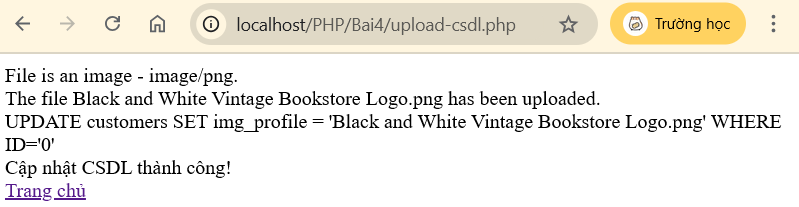 localhost/PHP/Bai4/upload-csdl.php
Trường học
File is an image - image/png.
The file Black and White Vintage Bookstore Logo.png has been uploaded.
UPDATE customers SET img_profile = 'Black and White Vintage Bookstore Logo.png' WHERE
ID='0'
Cập nhật CSDL thành công!
Trang chủ